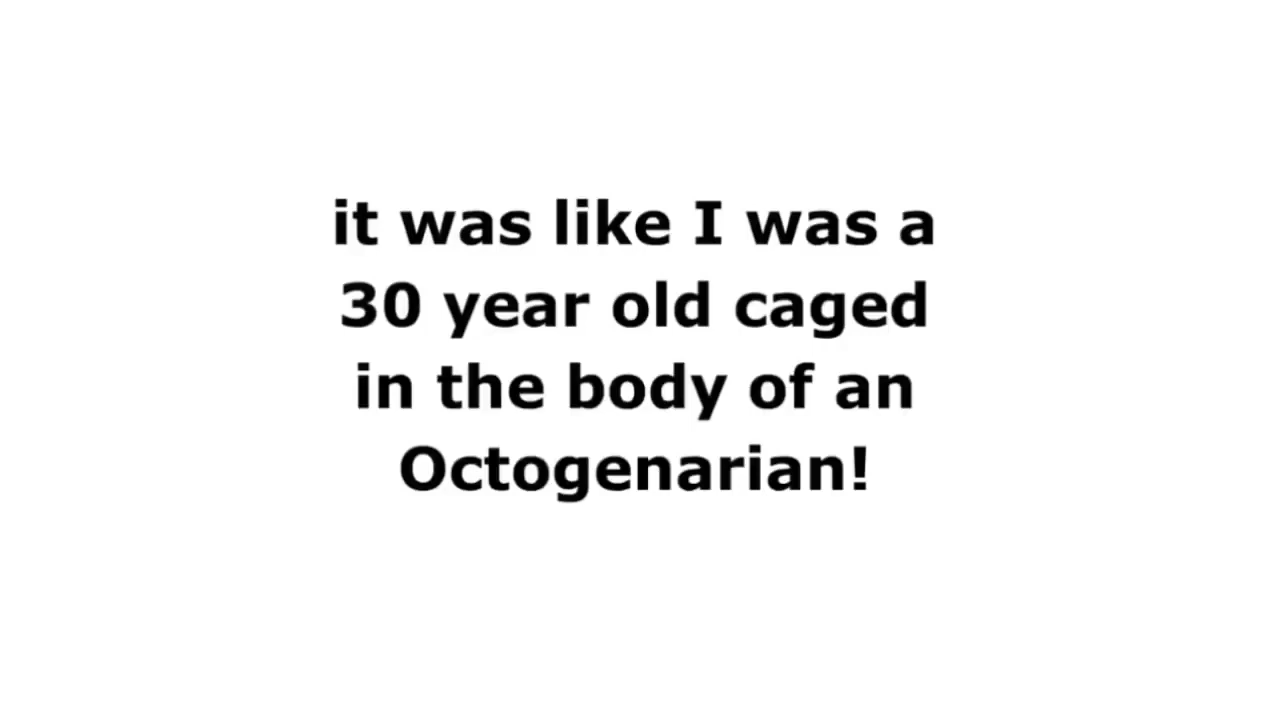 it was like I was a
30 year old caged
in the body of an
Octogenarian!